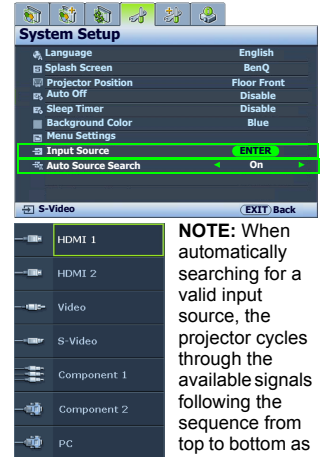 System Setup
Language English
Splash Screen BenQ
Projector Position Floor Front
Auto Off Disable
Sleep Timer Disable
Background Color Blue
Menu Settings
Input Source ENTER
Auto Source Search On
S-Video EXIT Back
HDMI 1
HDMI 2
Video
S-Video
Component 1
Component 2
PC
NOTE: When
automatically
searching for a
valid input
source, the
projector cycles
through the
available signals
following the
sequence from
top to bottom as